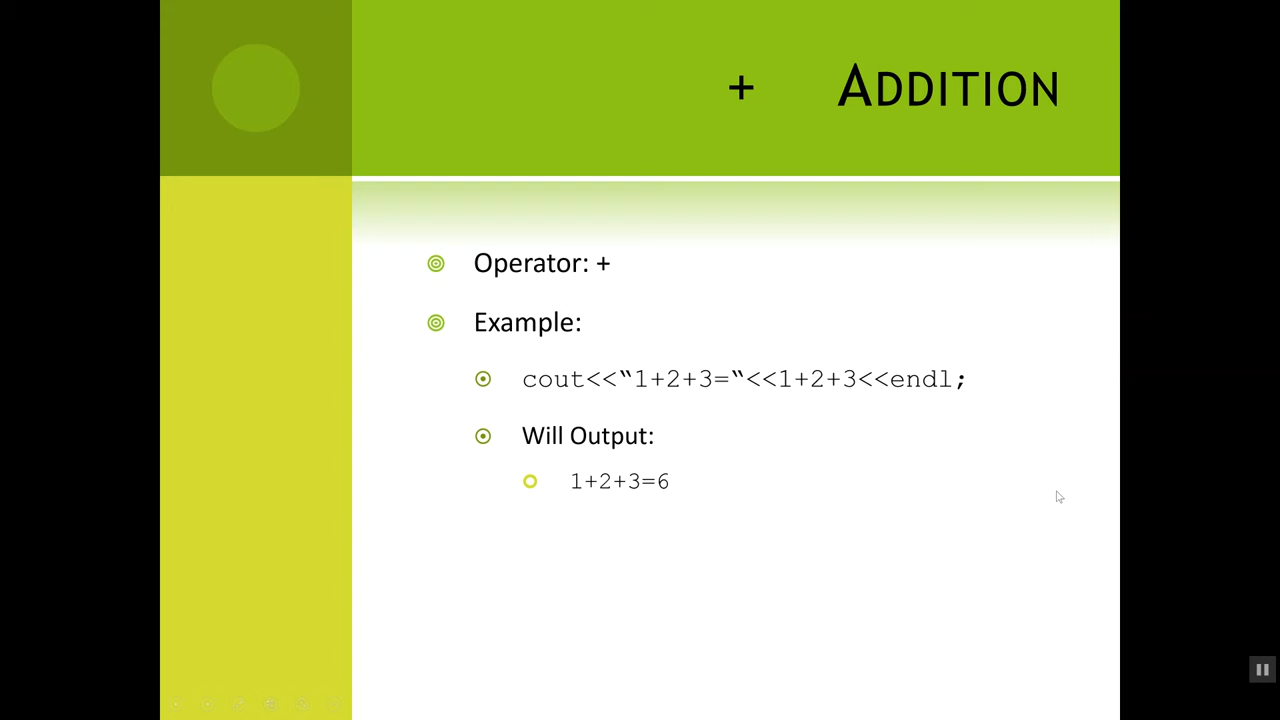 + ADDITION
Operator: +
Example:
cout<<“1+2+3=“<<1+2+3<<endl;
Will Output:
1+2+3=6